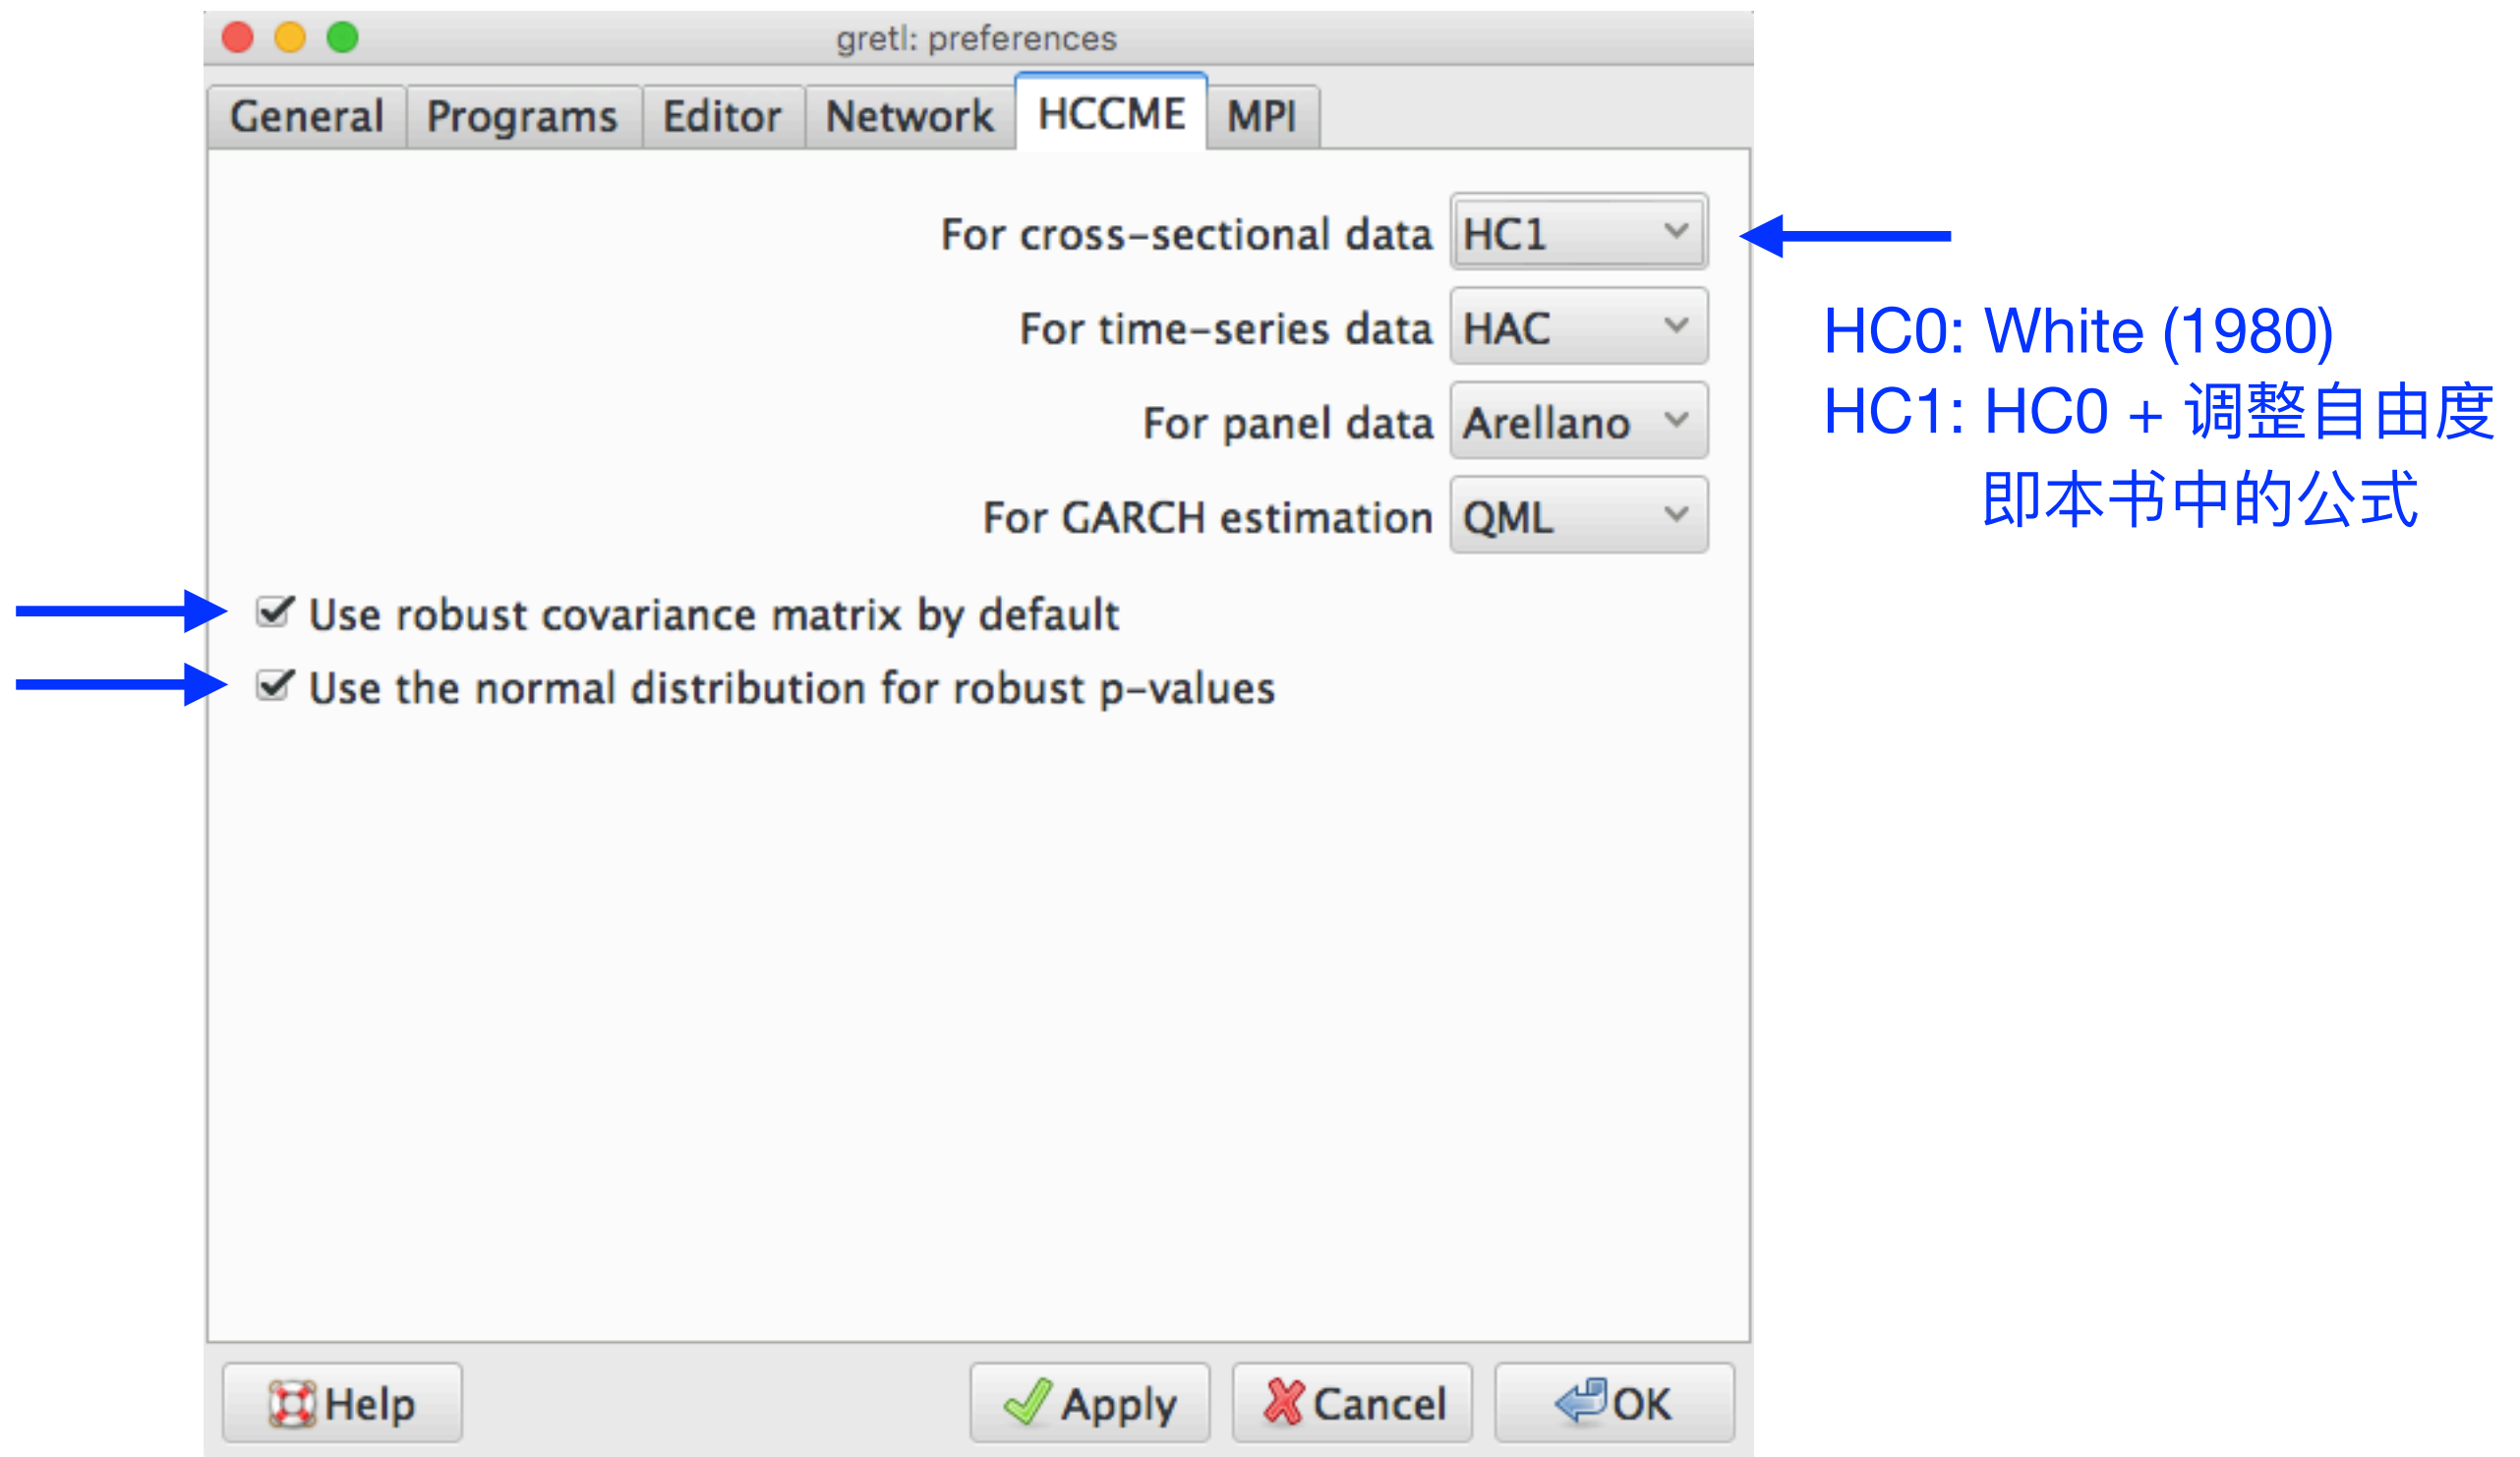 gretl: preferences
General Programs Editor Network HCCME MPI
For cross-sectional data HC1
For time-series data HAC
For panel data Arellano
For GARCH estimation QML
Use robust covariance matrix by default
Use the normal distribution for robust p-values
Help Apply Cancel OK
HC0: White (1980)
HC1: HC0 + 调整自由度
即本书中的公式